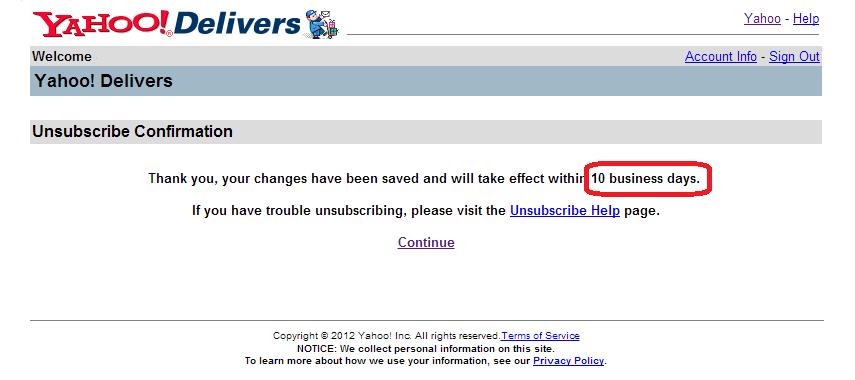 YAHOO!® Delivers
Yahoo - Help
Welcome
Account Info - Sign Out
Yahoo! Delivers
Unsubscribe Confirmation
Thank you, your changes have been saved and will take effect within 10 business days.
If you have trouble unsubscribing, please visit the Unsubscribe Help page.
Continue
Copyright © 2012 Yahoo! Inc. All rights reserved.Terms of Service
NOTICE: We collect personal information on this site.
To learn more about how we use your information, see our Privacy Policy.